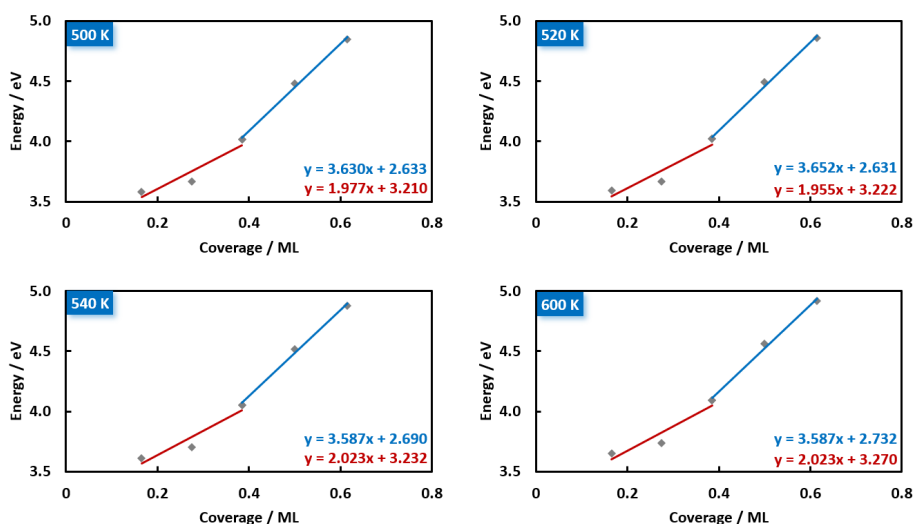 500 K
5.0
4.5
4.0
3.5
Energy / eV
y = 3.630x + 2.633
y = 1.977x + 3.210
0 0.2 0.4 0.6 0.8
Coverage / ML
520 K
5.0
4.5
4.0
3.5
Energy / eV
y = 3.652x + 2.631
y = 1.955x + 3.222
0 0.2 0.4 0.6 0.8
Coverage / ML
540 K
5.0
4.5
4.0
3.5
Energy / eV
y = 3.587x + 2.690
y = 2.023x + 3.232
0 0.2 0.4 0.6 0.8
Coverage / ML
600 K
5.0
4.5
4.0
3.5
Energy / eV
y = 3.587x + 2.732
y = 2.023x + 3.270
0 0.2 0.4 0.6 0.8
Coverage / ML